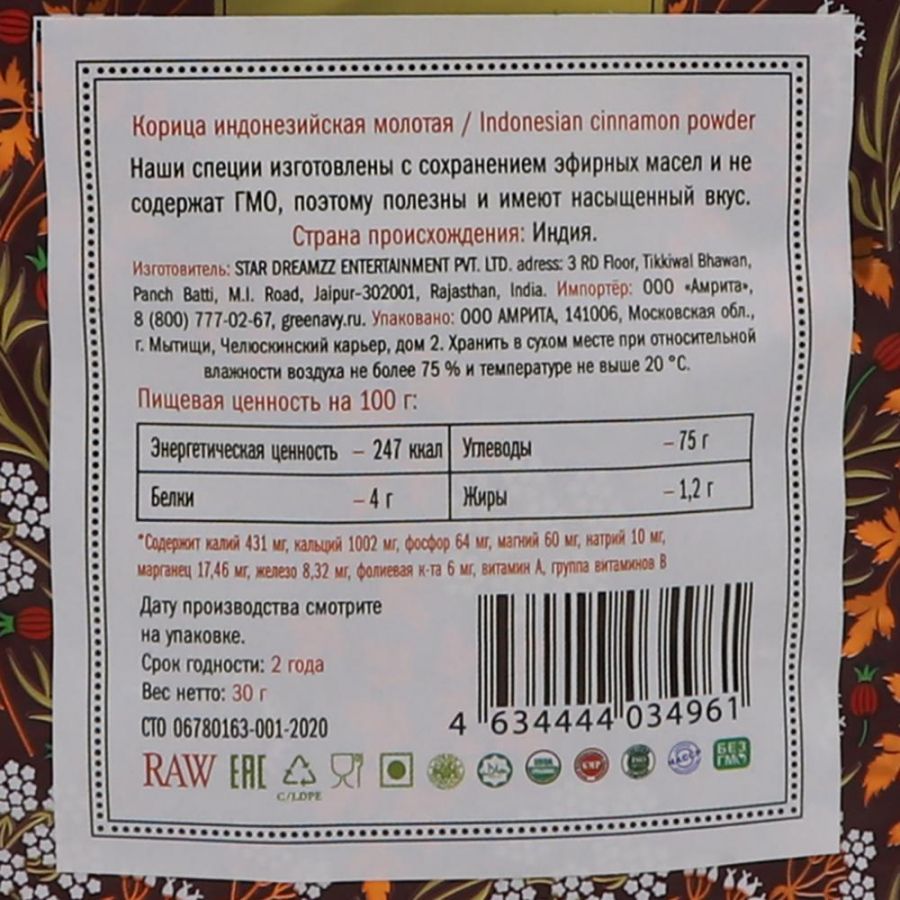 Корица индонезийская молотая / Indonesian cinnamon powder
Наши специи изготовлены с сохранением эфирных масел и не
содержат ГМО, поэтому полезны и имеют насыщенный вкус.
Страна происхождения: Индия.
Изготовитель: STAR DREAMZZ ENTERTAINMENT PVT. LTD. adress: 3 RD Floor, Tikkiwal Bhawan,
Panch Batti, M.I. Road, Jaipur-302001, Rajasthan, India. Импортёр: ООО «Амрита»,
8 (800) 777-02-67, greenavy.ru. Упаковано: ООО АМРИТА, 141006, Московская обл.,
г. Мытищи, Челюскинский карьер, дом 2. Хранить в сухом месте при относительной
влажности воздуха не более 75 % и температуре не выше 20 °С.
Пищевая ценность на 100 г:
Энергетическая ценность – 247 ккал Углеводы – 75 г
Белки – 4 г Жиры – 1,2 г
*Содержит калий 431 мг, кальций 1002 мг, фосфор 64 мг, магний 60 мг, натрий 10 мг,
марганец 17,46 мг, железо 8,32 мг, фолиевая к-та 6 мг, витамин А, группа витаминов В
Дату производства смотрите
на упаковке.
Срок годности: 2 года
Вес нетто: 30 г
СТО 06780163-001-2020
4 634444 034961
RAW EAC
C/LDPE
USDA
GMP
HACCP
БЕЗ
ГМО